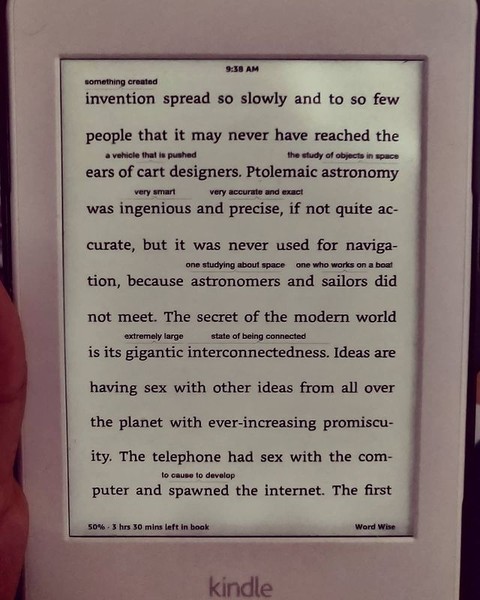 9:38 AM
something created
invention spread so slowly and to so few
people that it may never have reached the
a vehicle that is pushed the study of objects in space
ears of cart designers. Ptolemaic astronomy
very smart very accurate and exact
was ingenious and precise, if not quite ac-
curate, but it was never used for naviga-
one studying about space one who works on a boat
tion, because astronomers and sailors did
not meet. The secret of the modern world
extremely large state of being connected
is its gigantic interconnectedness. Ideas are
having sex with other ideas from all over
the planet with ever-increasing promiscu-
ity. The telephone had sex with the com-
to cause to develop
puter and spawned the internet. The first
50% · 3 hrs 30 mins left in book Word Wise
kindle